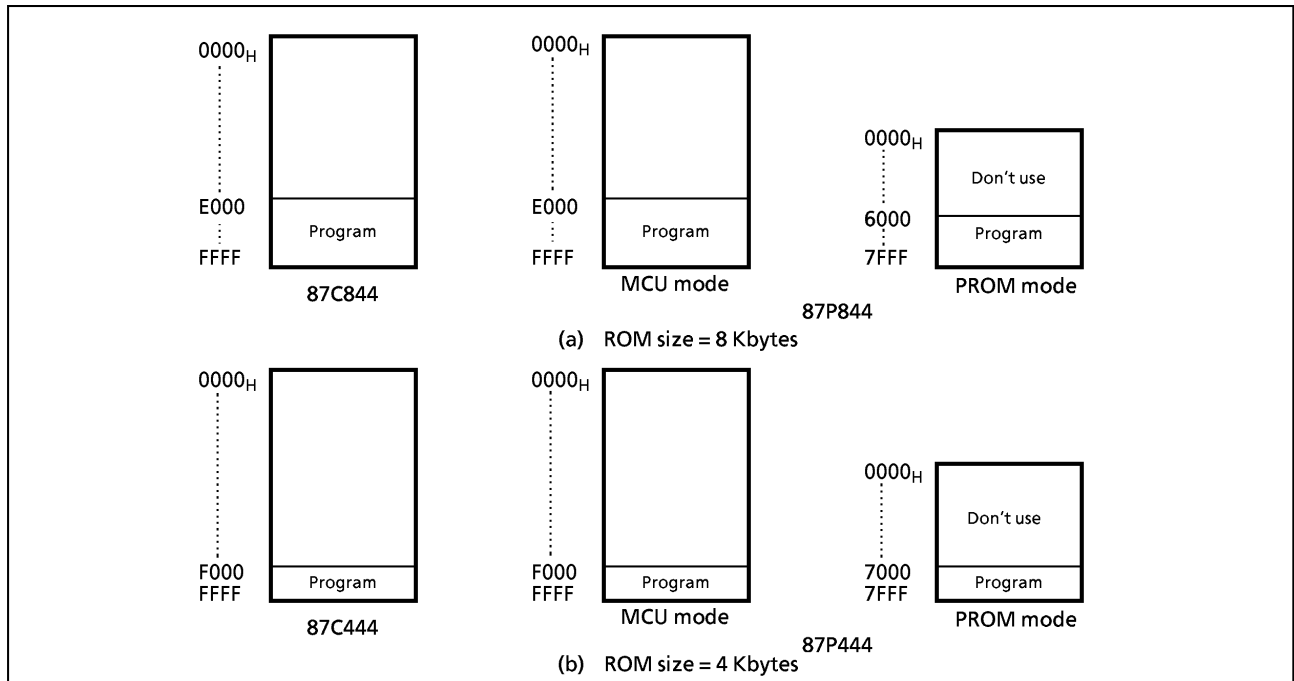 0000H
E000
FFFF
Program
87C844
0000H
E000
FFFF
Program
MCU mode
0000H
Don't use
6000
Program
7FFF
PROM mode
87P844
(a) ROM size = 8 Kbytes
0000H
F000
FFFF
Program
87C444
0000H
F000
FFFF
Program
MCU mode
0000H
Don't use
7000
7FFF
Program
PROM mode
87P444
(b) ROM size = 4 Kbytes